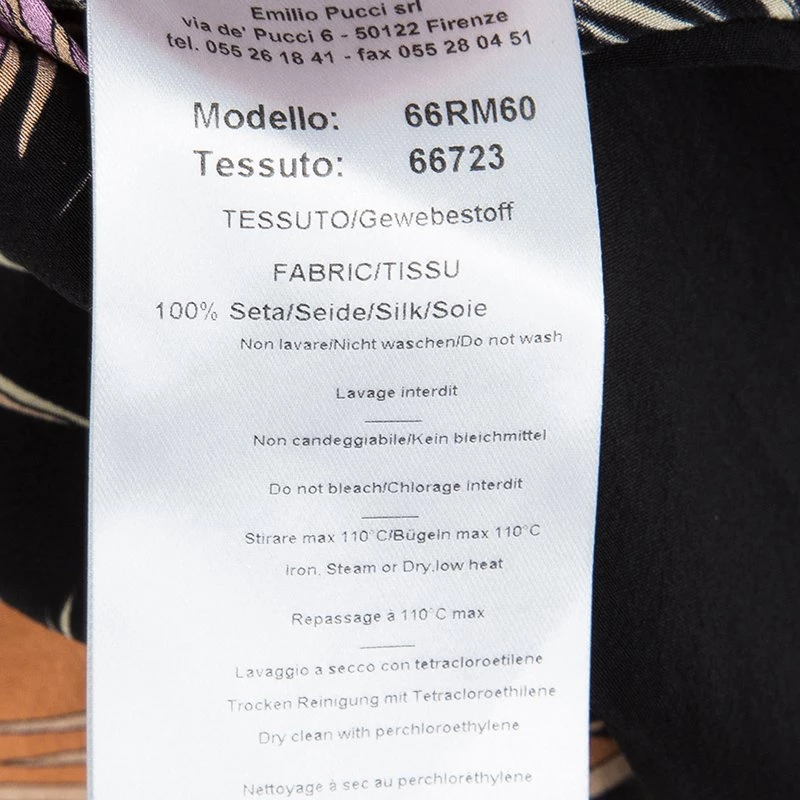 Emilio Pucci srl
via de' Pucci 6 - 50122 Firenze
tel. 055 26 18 41 - fax 055 28 04 51
Modello: 66RM60
Tessuto: 66723
TESSUTO/Gewebestoff
FABRIC/TISSU
100% Seta/Seide/Silk/Soie
Non lavare/Nicht waschen/Do not wash
Lavage interdit
Non candeggiabile/Kein bleichmittel
Do not bleach/Chlorage interdit
Stirare max 110°C/Bügeln max 110°C
Iron, Steam or Dry,low heat
Repassage à 110°C max
Lavaggio a secco con tetracloroetilene
Trocken Reinigung mit Tetracloroethilene
Dry clean with perchloroethylene
Nettoyage à sec au perchloréthylene